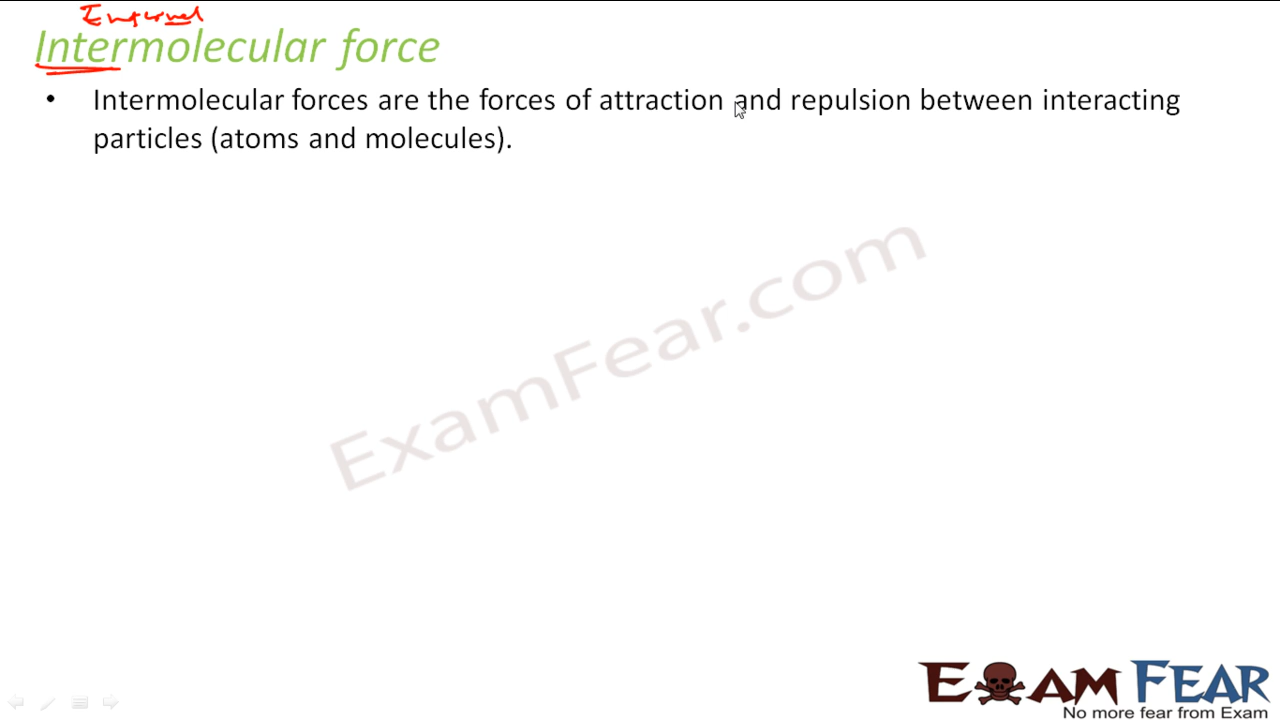 Internal
Intermolecular force
• Intermolecular forces are the forces of attraction and repulsion between interacting
particles (atoms and molecules).
ExamFear.com
EXAM FEAR
No more fear from Exam